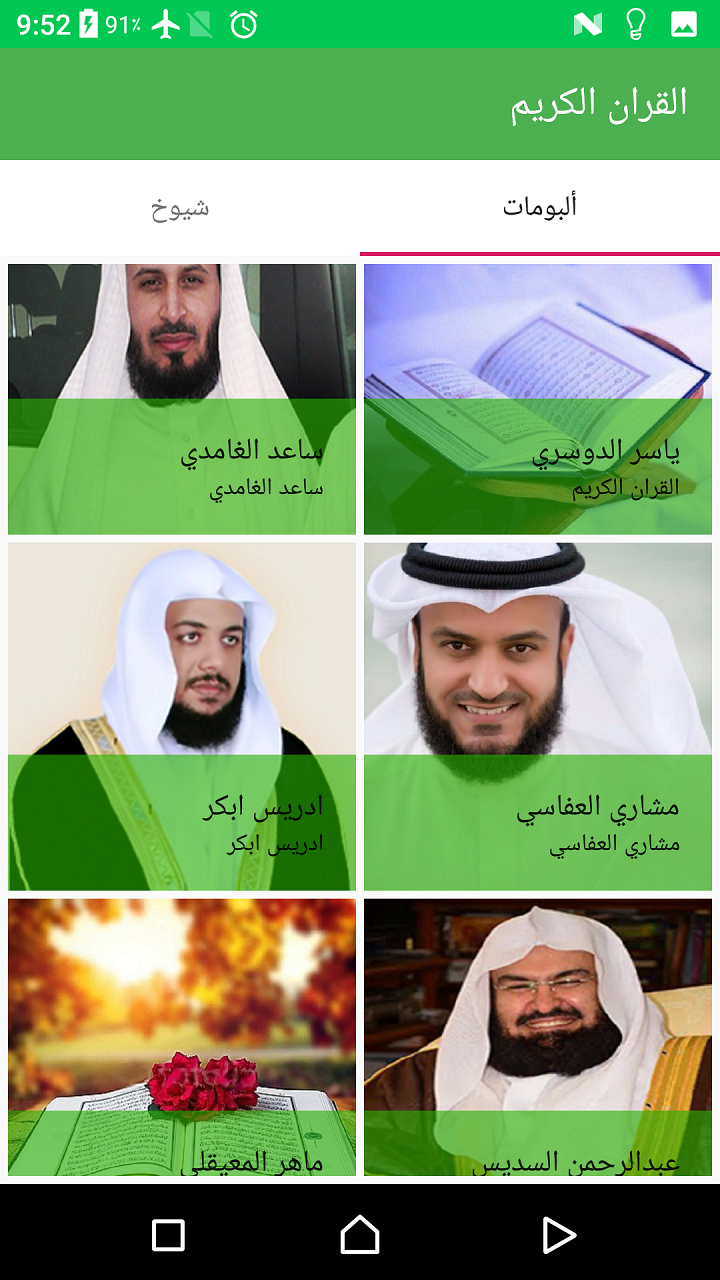 9:52 91%
القران الكريم
ألبومات
شيوخ
ياسر الدوسري
القران الكريم
ساعد الغامدي
ساعد الغامدي
مشاري العفاسي
مشاري العفاسي
ادريس ابكر
ادريس ابكر
عبدالرحمن السديس
ماهر المعيقلي